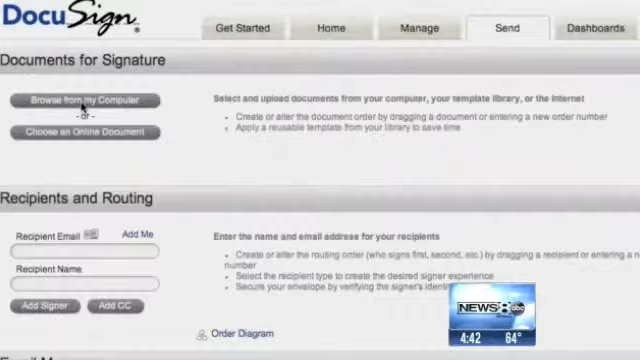 DocuSign®
Get Started
Home
Manage
Send
Dashboards
Documents for Signature
Browse from my Computer
- or -
Choose an Online Document
Select and upload documents from your computer, your template library, or the Internet
Create or alter the document order by dragging a document or entering a new order number
Apply a reusable template from your library to save time
Recipients and Routing
Recipient Email
Add Me
Recipient Name
Add Signer
Add CC
Enter the name and email address for your recipients
Create or alter the routing order (who signs first, second, etc.) by dragging a recipient or entering a ne
number
Select the recipient type to create the desired signer experience
Secure your envelope by verifying the signer's ident
Order Diagram
NEWS 8 abc
4:42 64°